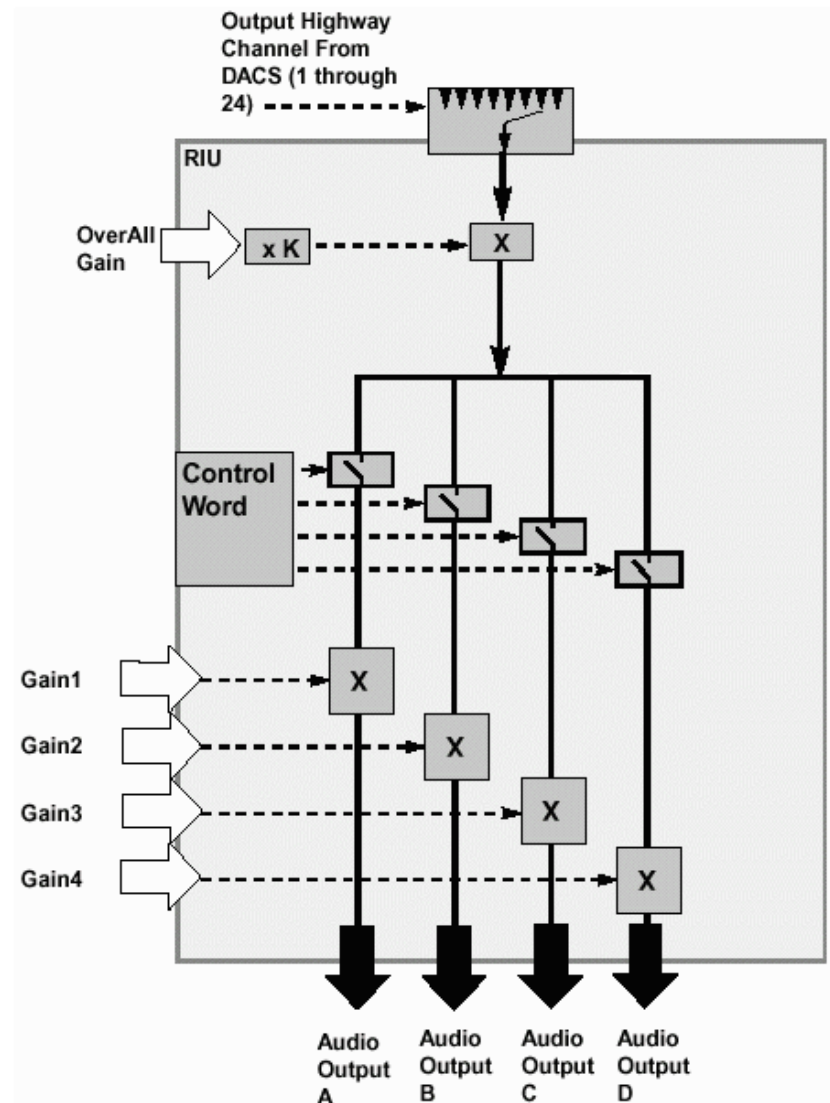 Output Highway
Channel From
DACS (1 through
24)
RIU
OverAll
Gain
x K
X
Control
Word
Gain1
X
Gain2
X
Gain3
X
Gain4
X
Audio
Output
A
Audio
Output
B
Audio
Output
C
Audio
Output
D